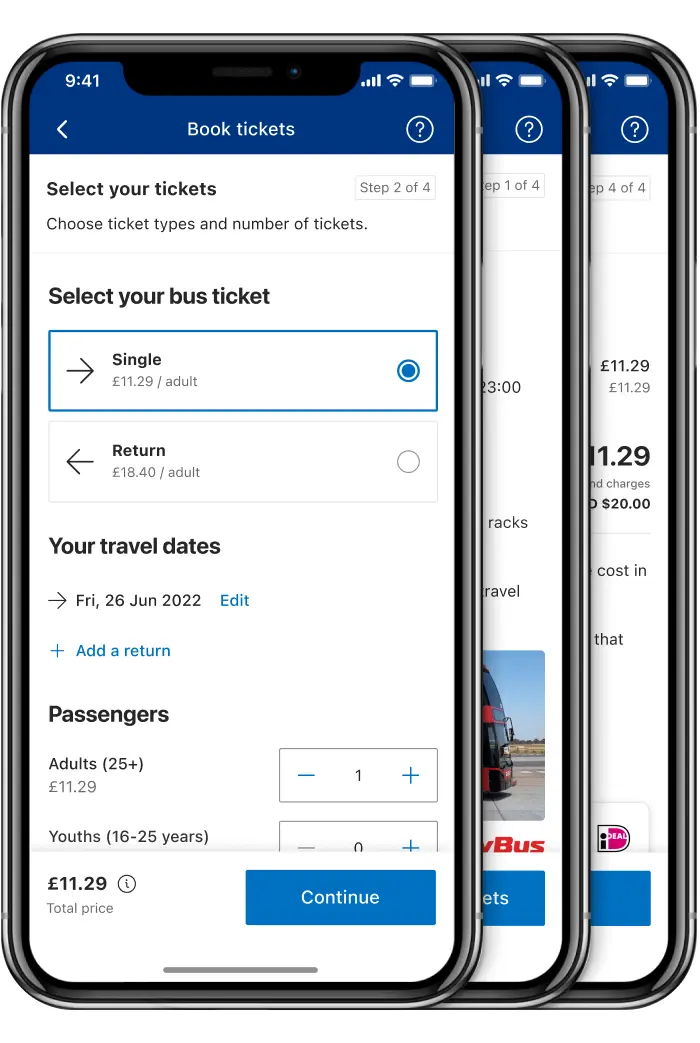 9:41
Book tickets
?
?
?
Select your tickets
Step 2 of 4
ep 1 of 4
ep 4 of 4
Choose ticket types and number of tickets.
Select your bus ticket
Single
£11.29 / adult
Return
£18.40 / adult
Your travel dates
Fri, 26 Jun 2022 Edit
+ Add a return
Passengers
Adults (25+)
£11.29
− 1 +
Youths (16-25 years)
− 0 +
£11.29
Total price
Continue
23:00
racks
ravel
vBus
ets
£11.29
£11.29
11.29
nd charges
D $20.00
cost in
that
iDEAL